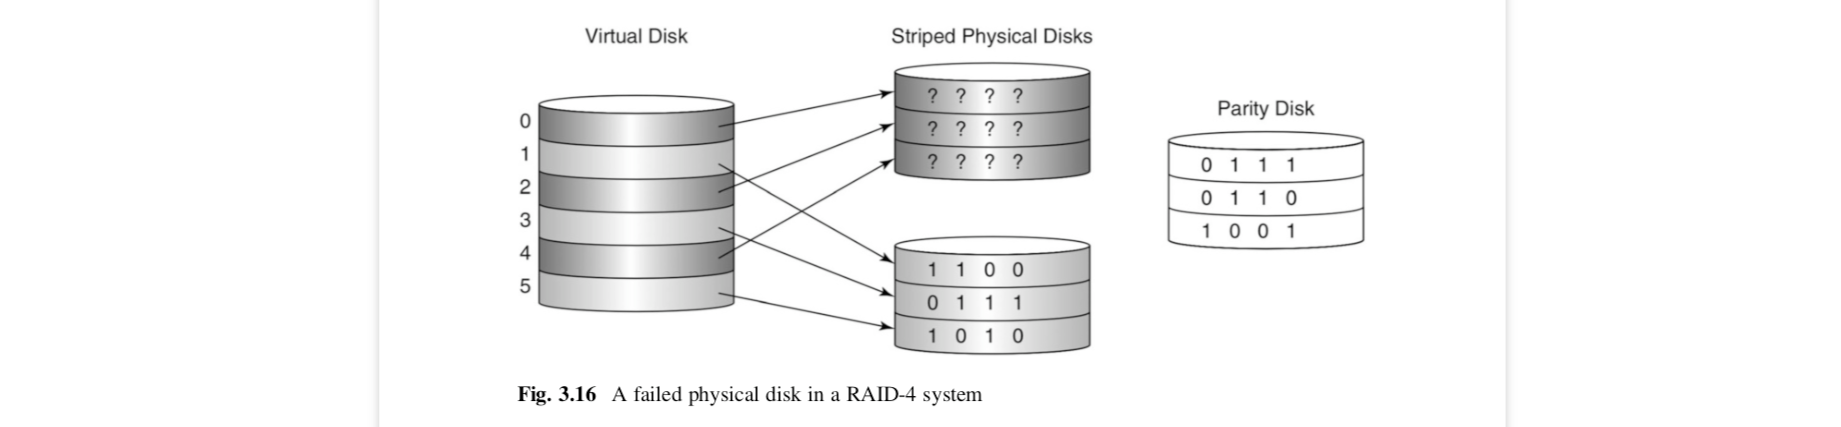 Virtual Disk
Striped Physical Disks
Parity Disk
0
1
2
3
4
5
? ? ? ?
? ? ? ?
? ? ? ?
1 1 0 0
0 1 1 1
1 0 1 0
0 1 1 1
0 1 1 0
1 0 0 1
Fig. 3.16 A failed physical disk in a RAID-4 system